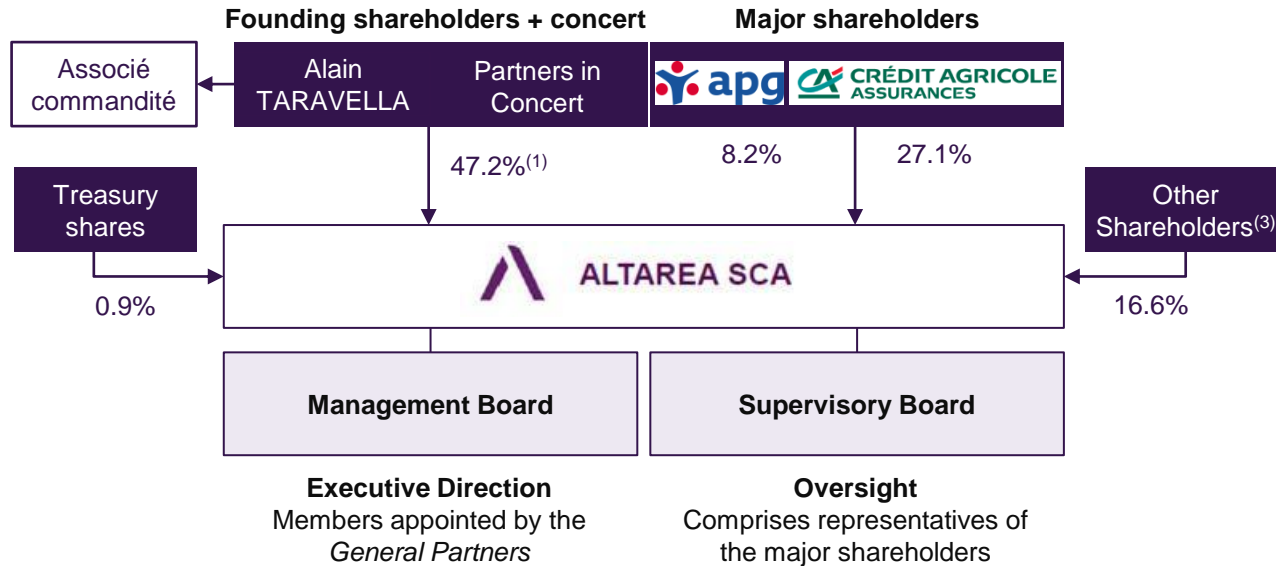 Founding shareholders + concert
Major shareholders
Associé
commandité
Alain
TARAVELLA
Partners in
Concert
apg
CRÉDIT AGRICOLE
ASSURANCES
47.2%(1)
8.2%
27.1%
Treasury
shares
Other
Shareholders(3)
ALTAREA SCA
0.9%
16.6%
Management Board
Supervisory Board
Executive Direction
Members appointed by the
General Partners
Oversight
Comprises representatives of
the major shareholders